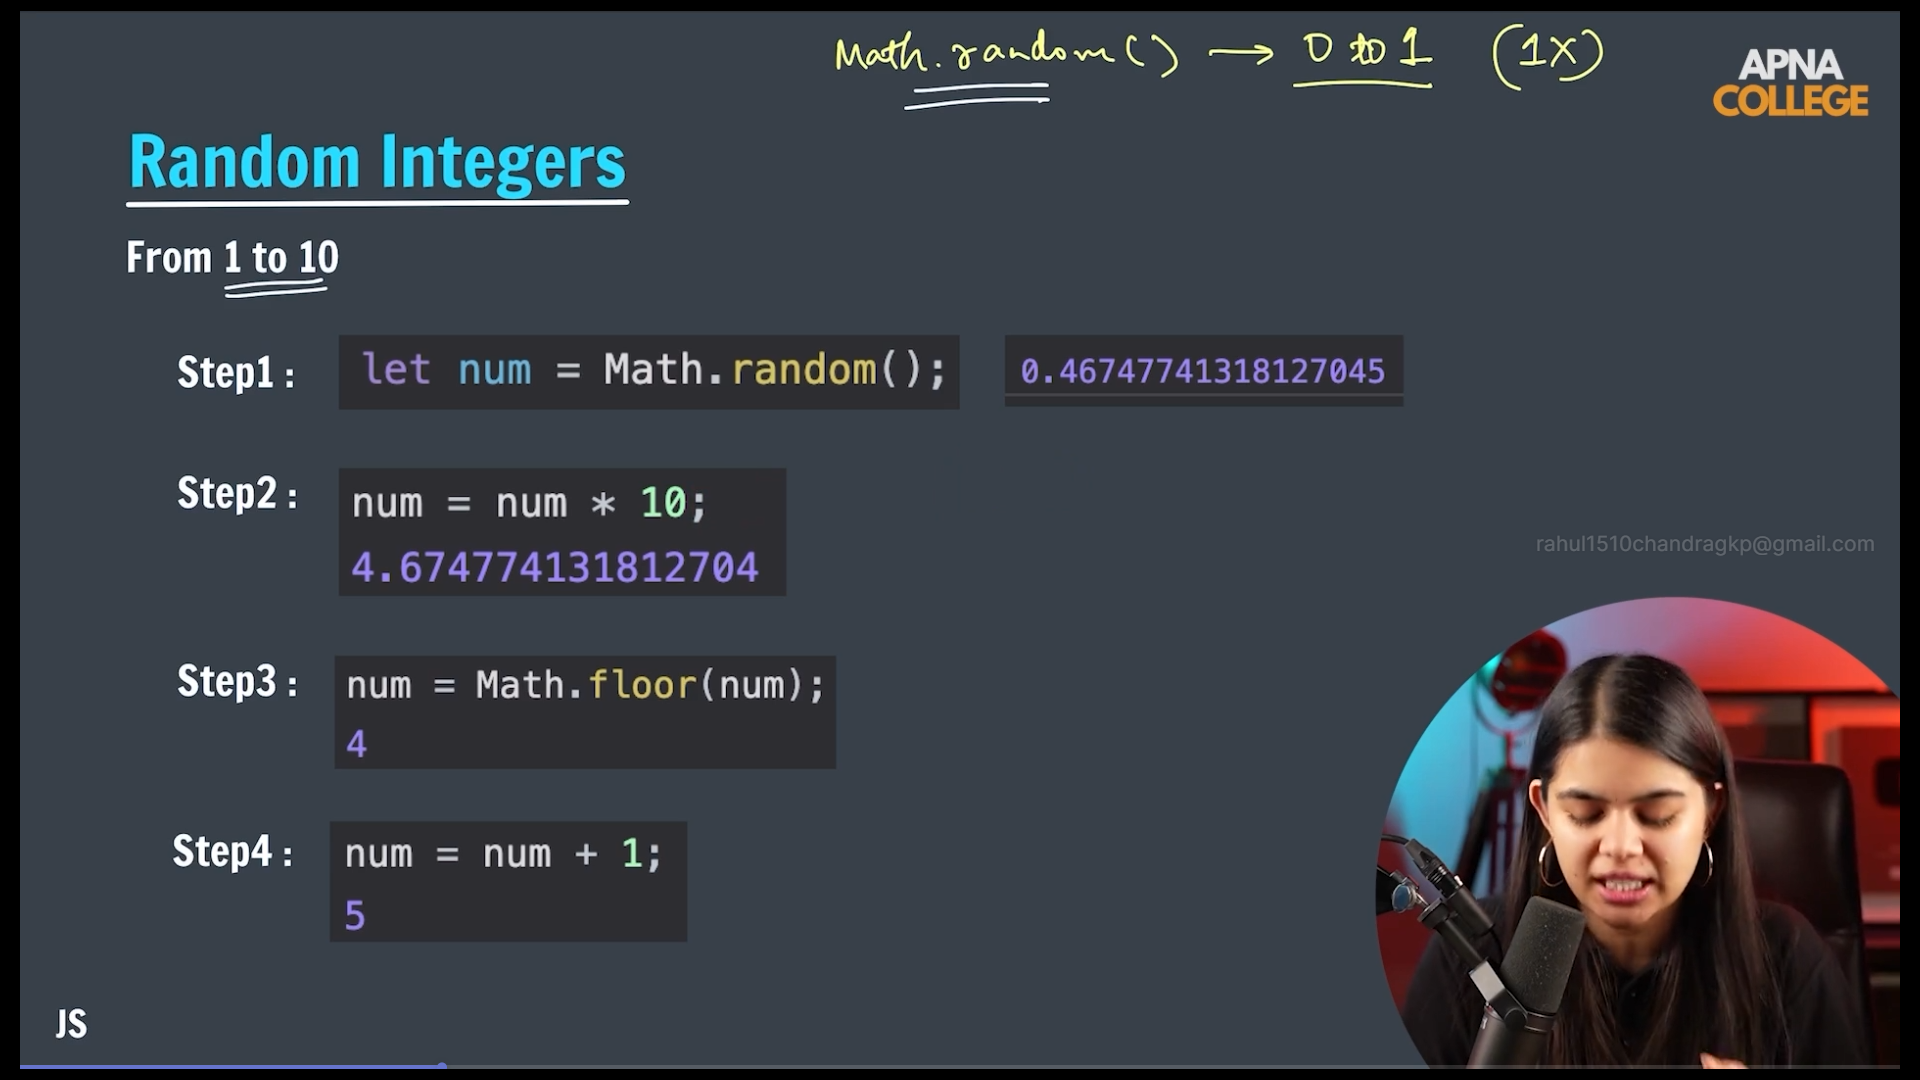 Math.random() → 0 to 1 (1X)
APNA
COLLEGE
Random Integers
From 1 to 10
Step1 : let num = Math.random(); 0.46747741318127045
Step2 : num = num * 10;
4.674774131812704
rahul1510chandragkp@gmail.com
Step3 : num = Math.floor(num);
4
Step4 : num = num + 1;
5
JS